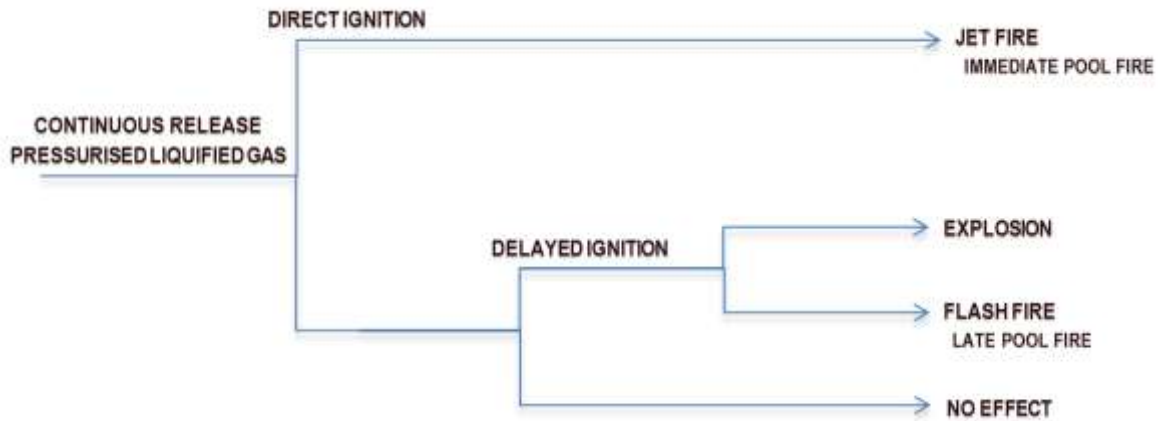 DIRECT IGNITION
JET FIRE
IMMEDIATE POOL FIRE
CONTINUOUS RELEASE
PRESSURISED LIQUIFIED GAS
EXPLOSION
DELAYED IGNITION
FLASH FIRE
LATE POOL FIRE
NO EFFECT